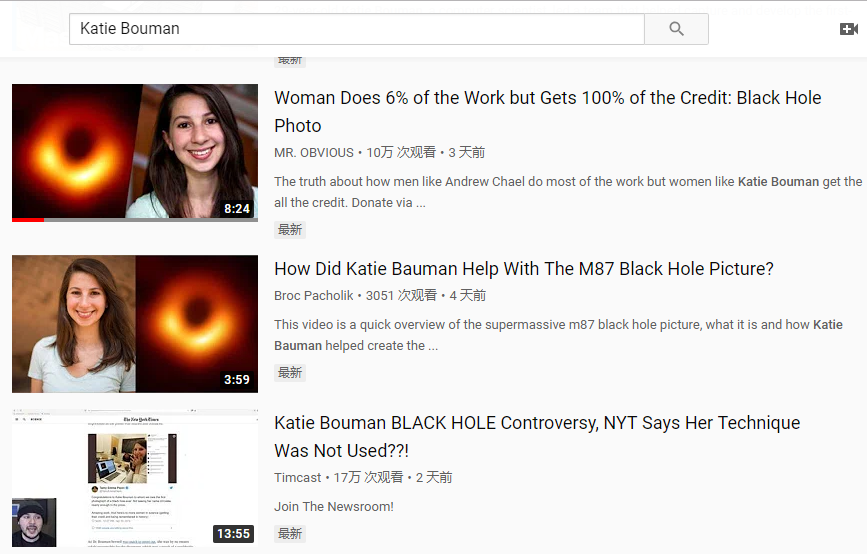 Katie Bouman
最新
Woman Does 6% of the Work but Gets 100% of the Credit: Black Hole
Photo
MR. OBVIOUS • 10万 次观看 • 3 天前
The truth about how men like Andrew Chael do most of the work but women like Katie Bouman get the
all the credit. Donate via ...
8:24
最新
How Did Katie Bauman Help With The M87 Black Hole Picture?
Broc Pacholik • 3051 次观看 • 4 天前
This video is a quick overview of the supermassive m87 black hole picture, what it is and how Katie
Bauman helped create the ...
3:59
最新
The New York Times
Katie Bouman BLACK HOLE Controversy, NYT Says Her Technique
Was Not Used??!
Timcast • 17万 次观看 • 2 天前
Join The Newsroom!
13:55
最新